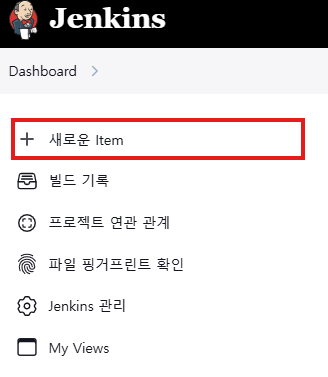 Jenkins
Dashboard
새로운 Item
빌드 기록
프로젝트 연관 관계
파일 핑거프린트 확인
Jenkins 관리
My Views